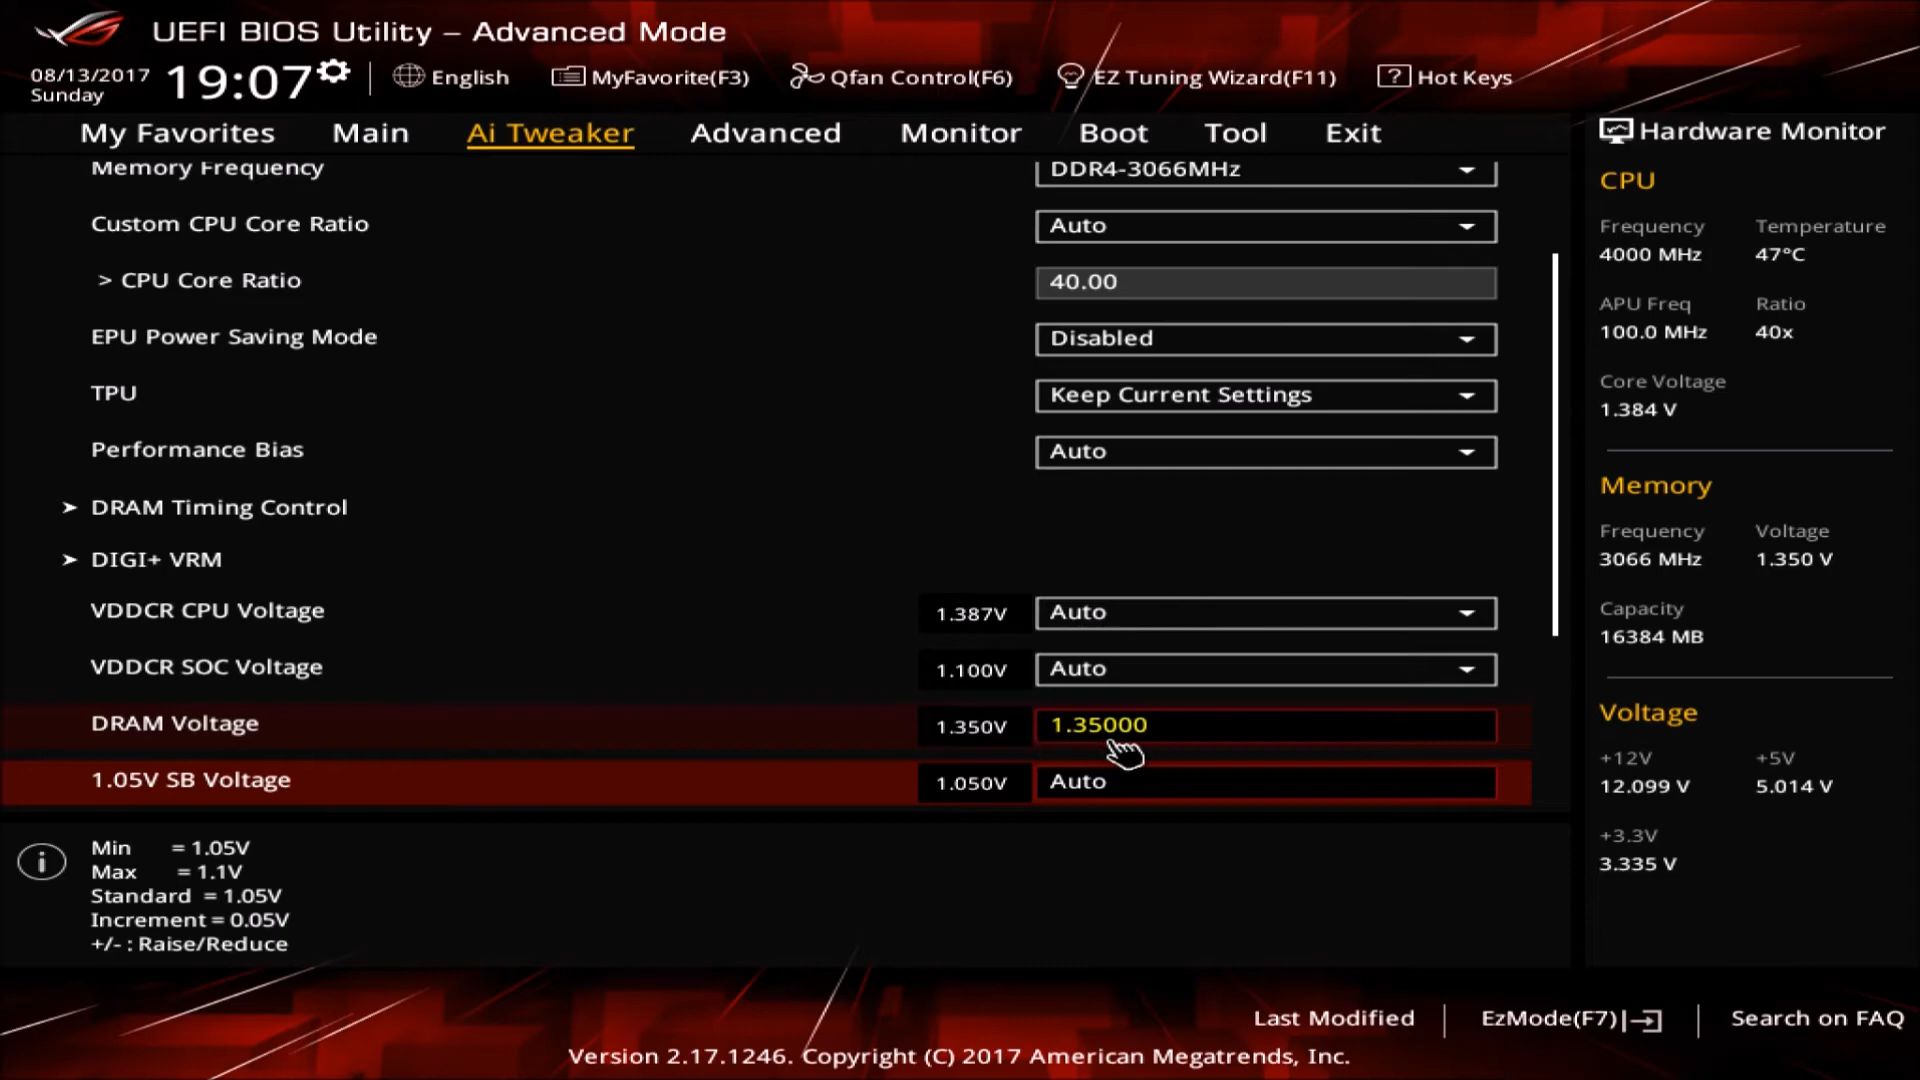 UEFI BIOS Utility – Advanced Mode
08/13/2017
Sunday
19:07
English
MyFavorite(F3)
Qfan Control(F6)
EZ Tuning Wizard(F11)
? Hot Keys
My Favorites Main Ai Tweaker Advanced Monitor Boot Tool Exit
Memory Frequency DDR4-3066MHz
Custom CPU Core Ratio Auto
> CPU Core Ratio 40.00
EPU Power Saving Mode Disabled
TPU Keep Current Settings
Performance Bias Auto
DRAM Timing Control
DIGI+ VRM
VDDCR CPU Voltage 1.387V Auto
VDDCR SOC Voltage 1.100V Auto
DRAM Voltage 1.350V 1.35000
1.05V SB Voltage 1.050V Auto
Min = 1.05V
Max = 1.1V
Standard = 1.05V
Increment = 0.05V
+/- : Raise/Reduce
Hardware Monitor
CPU
Frequency Temperature
4000 MHz 47°C
APU Freq Ratio
100.0 MHz 40x
Core Voltage
1.384 V
Memory
Frequency Voltage
3066 MHz 1.350 V
Capacity
16384 MB
Voltage
+12V +5V
12.099 V 5.014 V
+3.3V
3.335 V
Last Modified
EzMode(F7)
Search on FAQ
Version 2.17.1246. Copyright (C) 2017 American Megatrends, Inc.